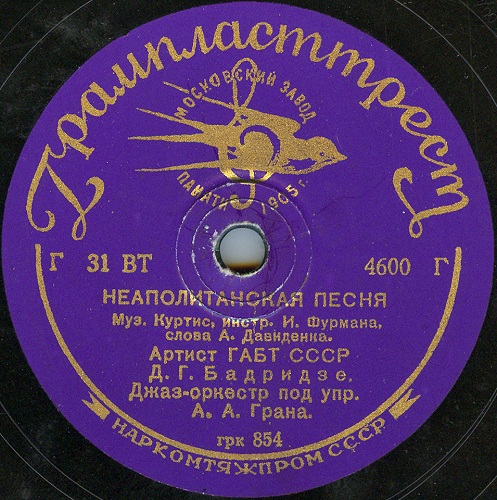 Грампласттрест
МОСКОВСКИЙ ЗАВОД
ПАМЯТИ 1905 г.
Г 31 ВТ 4600 Г
НЕАПОЛИТАНСКАЯ ПЕСНЯ
Муз. Куртис, инстр. И. Фурмана,
слова А. Давиденка.
Артист ГАБТ СССР
Д. Г. Бадридзе,
Джаз-оркестр под упр.
А. А. Грана.
грк 854
НАРКОМТЯЖПРОМ СССР